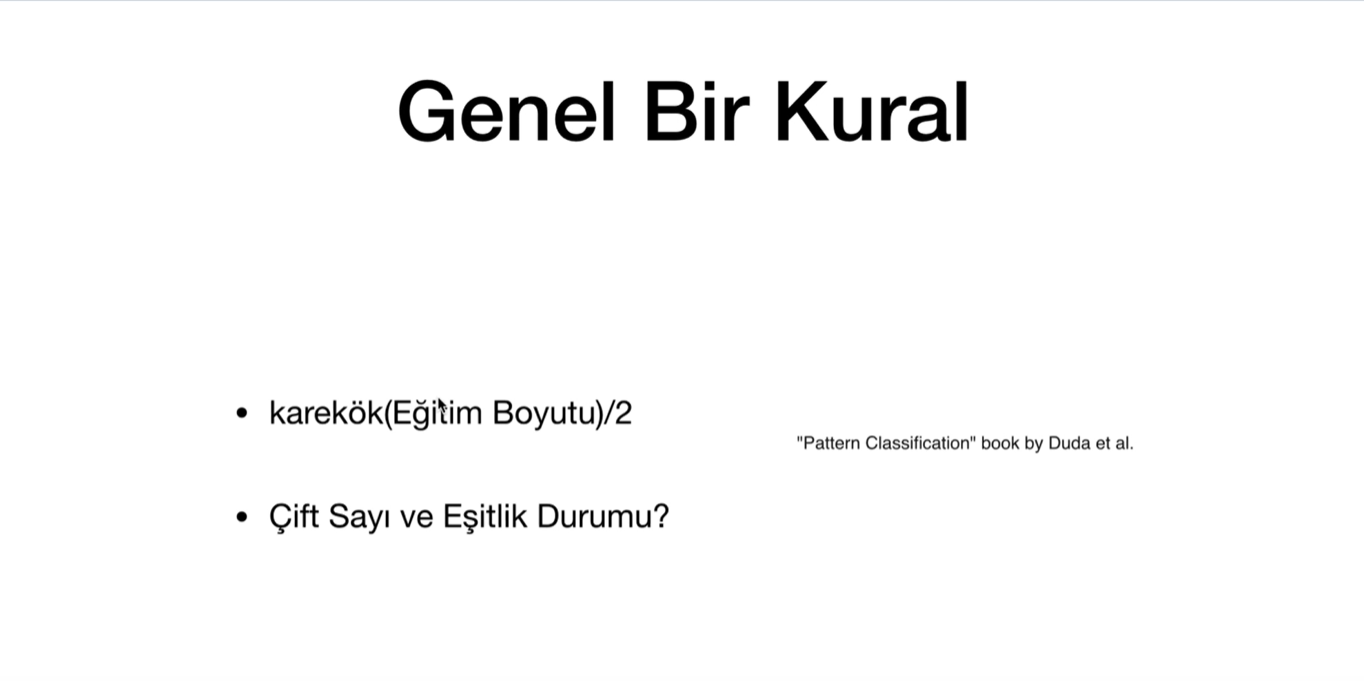 Genel Bir Kural
• karekök(Eğitim Boyutu)/2
"Pattern Classification" book by Duda et al.
• Çift Sayı ve Eşitlik Durumu?